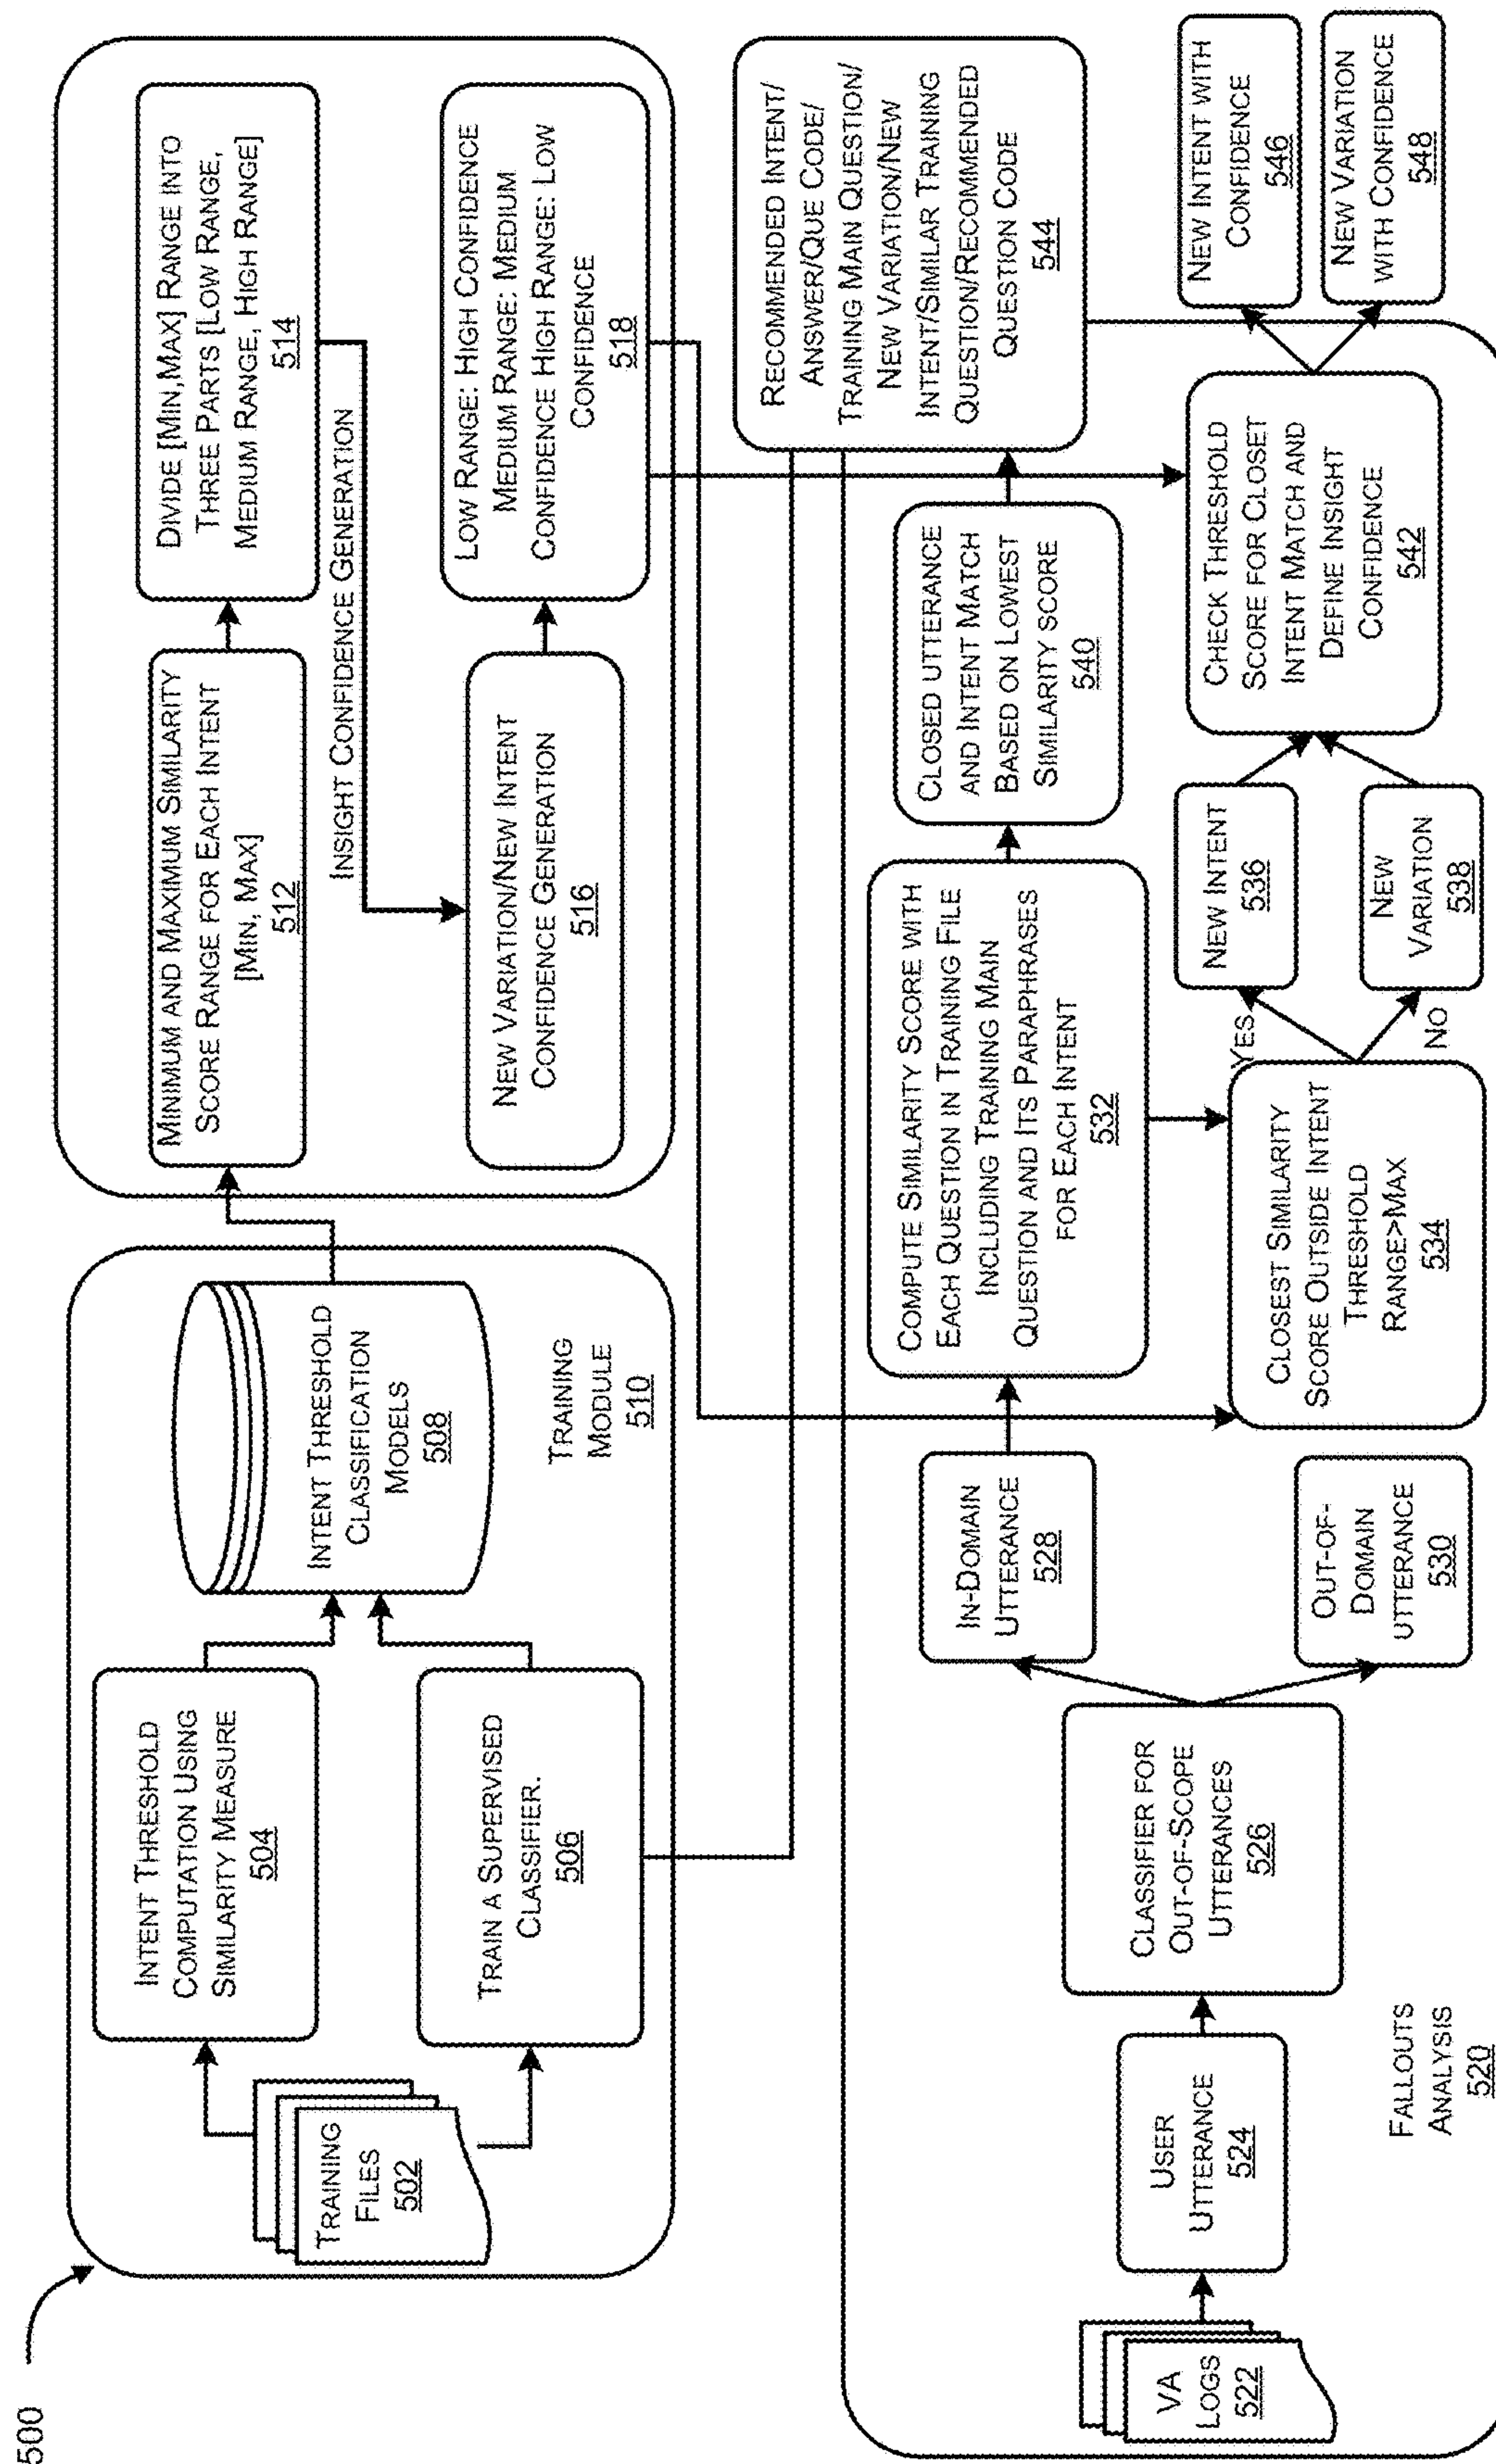 500
TRAINING
FILES
502
INTENT THRESHOLD
COMPUTATION USING
SIMILARITY MEASURE
504
TRAIN A SUPERVISED
CLASSIFIER.
506
INTENT THRESHOLD
CLASSIFICATION
MODELS
508
TRAINING
MODULE
510
MINIMUM AND MAXIMUM SIMILARITY
SCORE RANGE FOR EACH INTENT
[MIN, MAX]
512
DIVIDE [MIN,MAX] RANGE INTO
THREE PARTS [LOW RANGE,
MEDIUM RANGE, HIGH RANGE]
514
INSIGHT CONFIDENCE GENERATION
NEW VARIATION/NEW INTENT
CONFIDENCE GENERATION
516
LOW RANGE: HIGH CONFIDENCE
MEDIUM RANGE: MEDIUM
CONFIDENCE HIGH RANGE: LOW
CONFIDENCE
518
VA
LOGS
522
USER
UTTERANCE
524
FALLOUTS
ANALYSIS
520
CLASSIFIER FOR
OUT-OF-SCOPE
UTTERANCES
526
IN-DOMAIN
UTTERANCE
528
OUT-OF-
DOMAIN
UTTERANCE
530
COMPUTE SIMILARITY SCORE WITH
EACH QUESTION IN TRAINING FILE
INCLUDING TRAINING MAIN
QUESTION AND ITS PARAPHRASES
FOR EACH INTENT
532
CLOSEST SIMILARITY
SCORE OUTSIDE INTENT
THRESHOLD
RANGE>MAX
534
YES
NO
NEW INTENT
536
NEW
VARIATION
538
CLOSED UTTERANCE
AND INTENT MATCH
BASED ON LOWEST
SIMILARITY SCORE
540
CHECK THRESHOLD
SCORE FOR CLOSET
INTENT MATCH AND
DEFINE INSIGHT
CONFIDENCE
542
RECOMMENDED INTENT/
ANSWER/QUE CODE/
TRAINING MAIN QUESTION/
NEW VARIATION/NEW
INTENT/SIMILAR TRAINING
QUESTION/RECOMMENDED
QUESTION CODE
544
NEW INTENT WITH
CONFIDENCE
546
NEW VARIATION
WITH CONFIDENCE
548